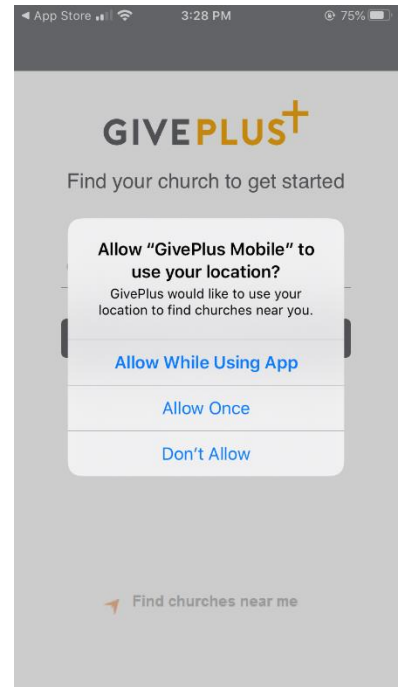 ◀ App Store 3:28 PM 75%
GIVEPLUS+
Find your church to get started
Allow “GivePlus Mobile” to
use your location?
GivePlus would like to use your
location to find churches near you.
Allow While Using App
Allow Once
Don’t Allow
Find churches near me